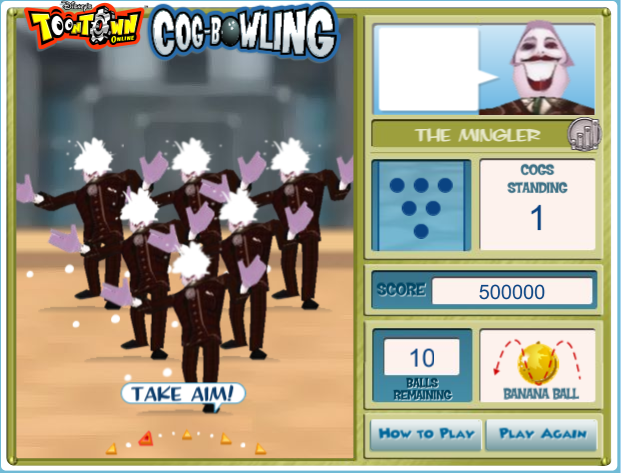 Disney's
TOONTOWN
ONLINE
COG-BOWLING
THE MINGLER
COGS
STANDING
1
SCORE 500000
10
BALLS
REMAINING
BANANA BALL
TAKE AIM!
HOW TO PLAY
PLAY AGAIN